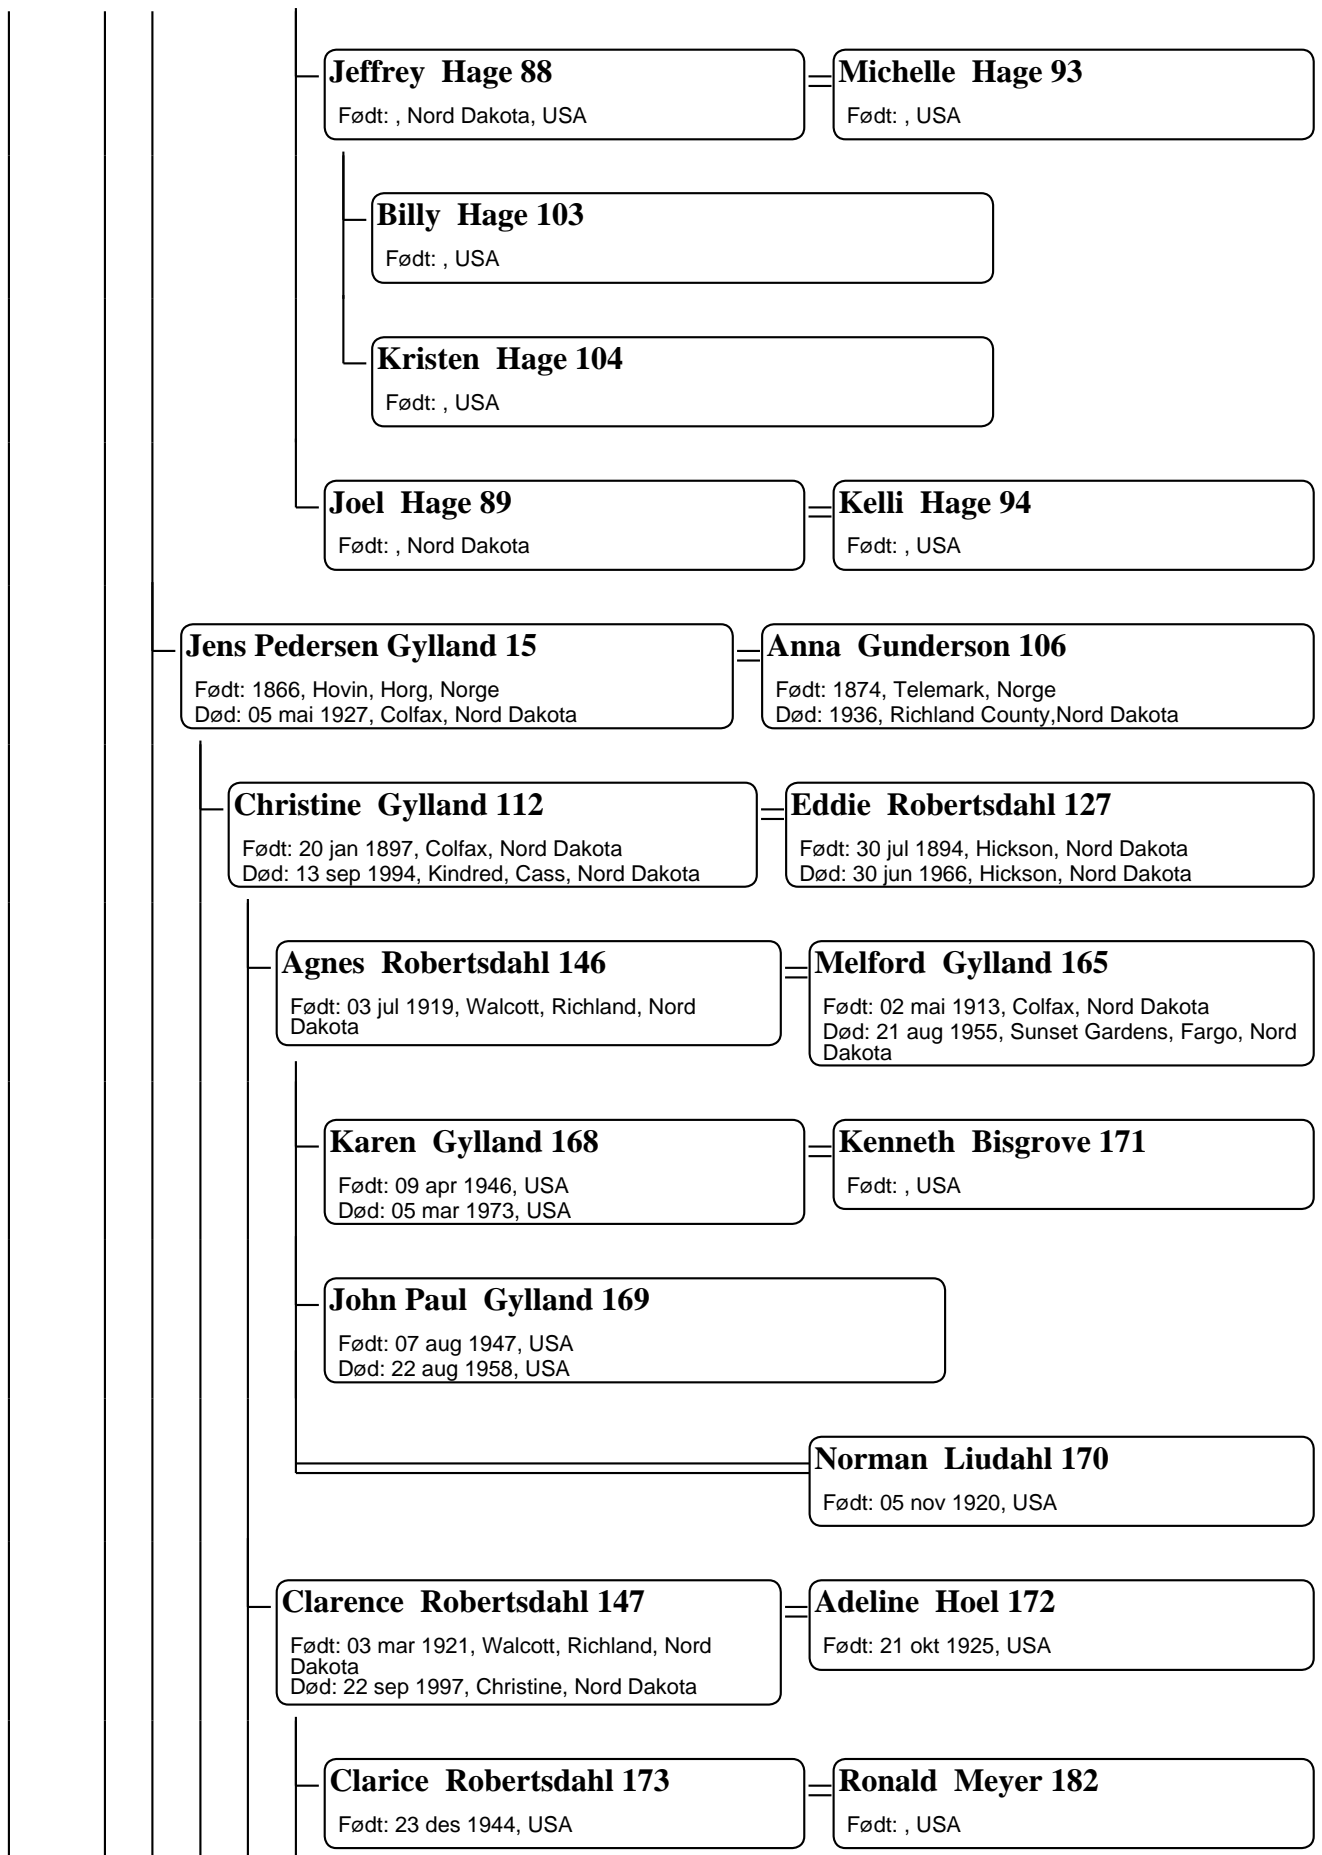 Jeffrey  Hage 88
Født: , Nord Dakota, USA
Michelle  Hage 93
Født: , USA
Billy  Hage 103
Født: , USA
Kristen  Hage 104
Født: , USA
Joel  Hage 89
Født: , Nord Dakota
Kelli  Hage 94
Født: , USA
Jens Pedersen Gylland 15
Født: 1866, Hovin, Horg, Norge
Død: 05 mai 1927, Colfax, Nord Dakota
Anna  Gunderson 106
Født: 1874, Telemark, Norge
Død: 1936, Richland County,Nord Dakota
Christine  Gylland 112
Født: 20 jan 1897, Colfax, Nord Dakota
Død: 13 sep 1994, Kindred, Cass, Nord Dakota
Eddie  Robertsdahl 127
Født: 30 jul 1894, Hickson, Nord Dakota
Død: 30 jun 1966, Hickson, Nord Dakota
Agnes  Robertsdahl 146
Født: 03 jul 1919, Walcott, Richland, Nord
Dakota
Melford  Gylland 165
Født: 02 mai 1913, Colfax, Nord Dakota
Død: 21 aug 1955, Sunset Gardens, Fargo, Nord
Dakota
Karen  Gylland 168
Født: 09 apr 1946, USA
Død: 05 mar 1973, USA
Kenneth  Bisgrove 171
Født: , USA
John Paul  Gylland 169
Født: 07 aug 1947, USA
Død: 22 aug 1958, USA
Norman  Liudahl 170
Født: 05 nov 1920, USA
Clarence  Robertsdahl 147
Født: 03 mar 1921, Walcott, Richland, Nord
Dakota
Død: 22 sep 1997, Christine, Nord Dakota
Adeline  Hoel 172
Født: 21 okt 1925, USA
Clarice  Robertsdahl 173
Født: 23 des 1944, USA
Ronald  Meyer 182
Født: , USA